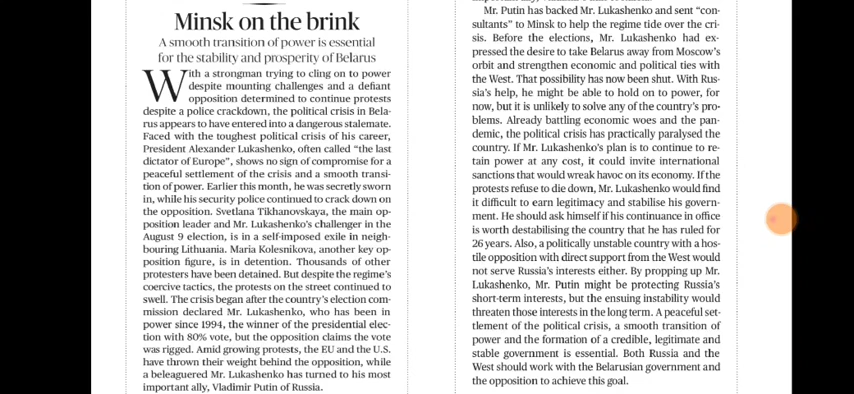 Minsk on the brink
A smooth transition of power is essential
for the stability and prosperity of Belarus
With a strongman trying to cling on to power
despite mounting challenges and a defiant
opposition determined to continue protests
despite a police crackdown, the political crisis in Bela-
rus appears to have entered into a dangerous stalemate.
Faced with the toughest political crisis of his career,
President Alexander Lukashenko, often called “the last
dictator of Europe”, shows no sign of compromise for a
peaceful settlement of the crisis and a smooth transi-
tion of power. Earlier this month, he was secretly sworn
in, while his security police continued to crack down on
the opposition. Svetlana Tikhanovskaya, the main op-
position leader and Mr. Lukashenko’s challenger in the
August 9 election, is in a self-imposed exile in neigh-
bouring Lithuania. Maria Kolesnikova, another key op-
position figure, is in detention. Thousands of other
protesters have been detained. But despite the regime’s
coercive tactics, the protests on the street continued to
swell. The crisis began after the country’s election com-
mission declared Mr. Lukashenko, who has been in
power since 1994, the winner of the presidential elec-
tion with 80% vote, but the opposition claims the vote
was rigged. Amid growing protests, the EU and the U.S.
have thrown their weight behind the opposition, while
a beleaguered Mr. Lukashenko has turned to his most
important ally, Vladimir Putin of Russia.
Mr. Putin has backed Mr. Lukashenko and sent “con-
sultants” to Minsk to help the regime tide over the cri-
sis. Before the elections, Mr. Lukashenko had ex-
pressed the desire to take Belarus away from Moscow’s
orbit and strengthen economic and political ties with
the West. That possibility has now been shut. With Rus-
sia’s help, he might be able to hold on to power, for
now, but it is unlikely to solve any of the country’s pro-
blems. Already battling economic woes and the pan-
demic, the political crisis has practically paralysed the
country. If Mr. Lukashenko’s plan is to continue to re-
tain power at any cost, it could invite international
sanctions that would wreak havoc on its economy. If the
protests refuse to die down, Mr. Lukashenko would find
it difficult to earn legitimacy and stabilise his govern-
ment. He should ask himself if his continuance in office
is worth destabilising the country that he has ruled for
26 years. Also, a politically unstable country with a hos-
tile opposition with direct support from the West would
not serve Russia’s interests either. By propping up Mr.
Lukashenko, Mr. Putin might be protecting Russia’s
short-term interests, but the ensuing instability would
threaten those interests in the long term. A peaceful set-
tlement of the political crisis, a smooth transition of
power and the formation of a credible, legitimate and
stable government is essential. Both Russia and the
West should work with the Belarusian government and
the opposition to achieve this goal.